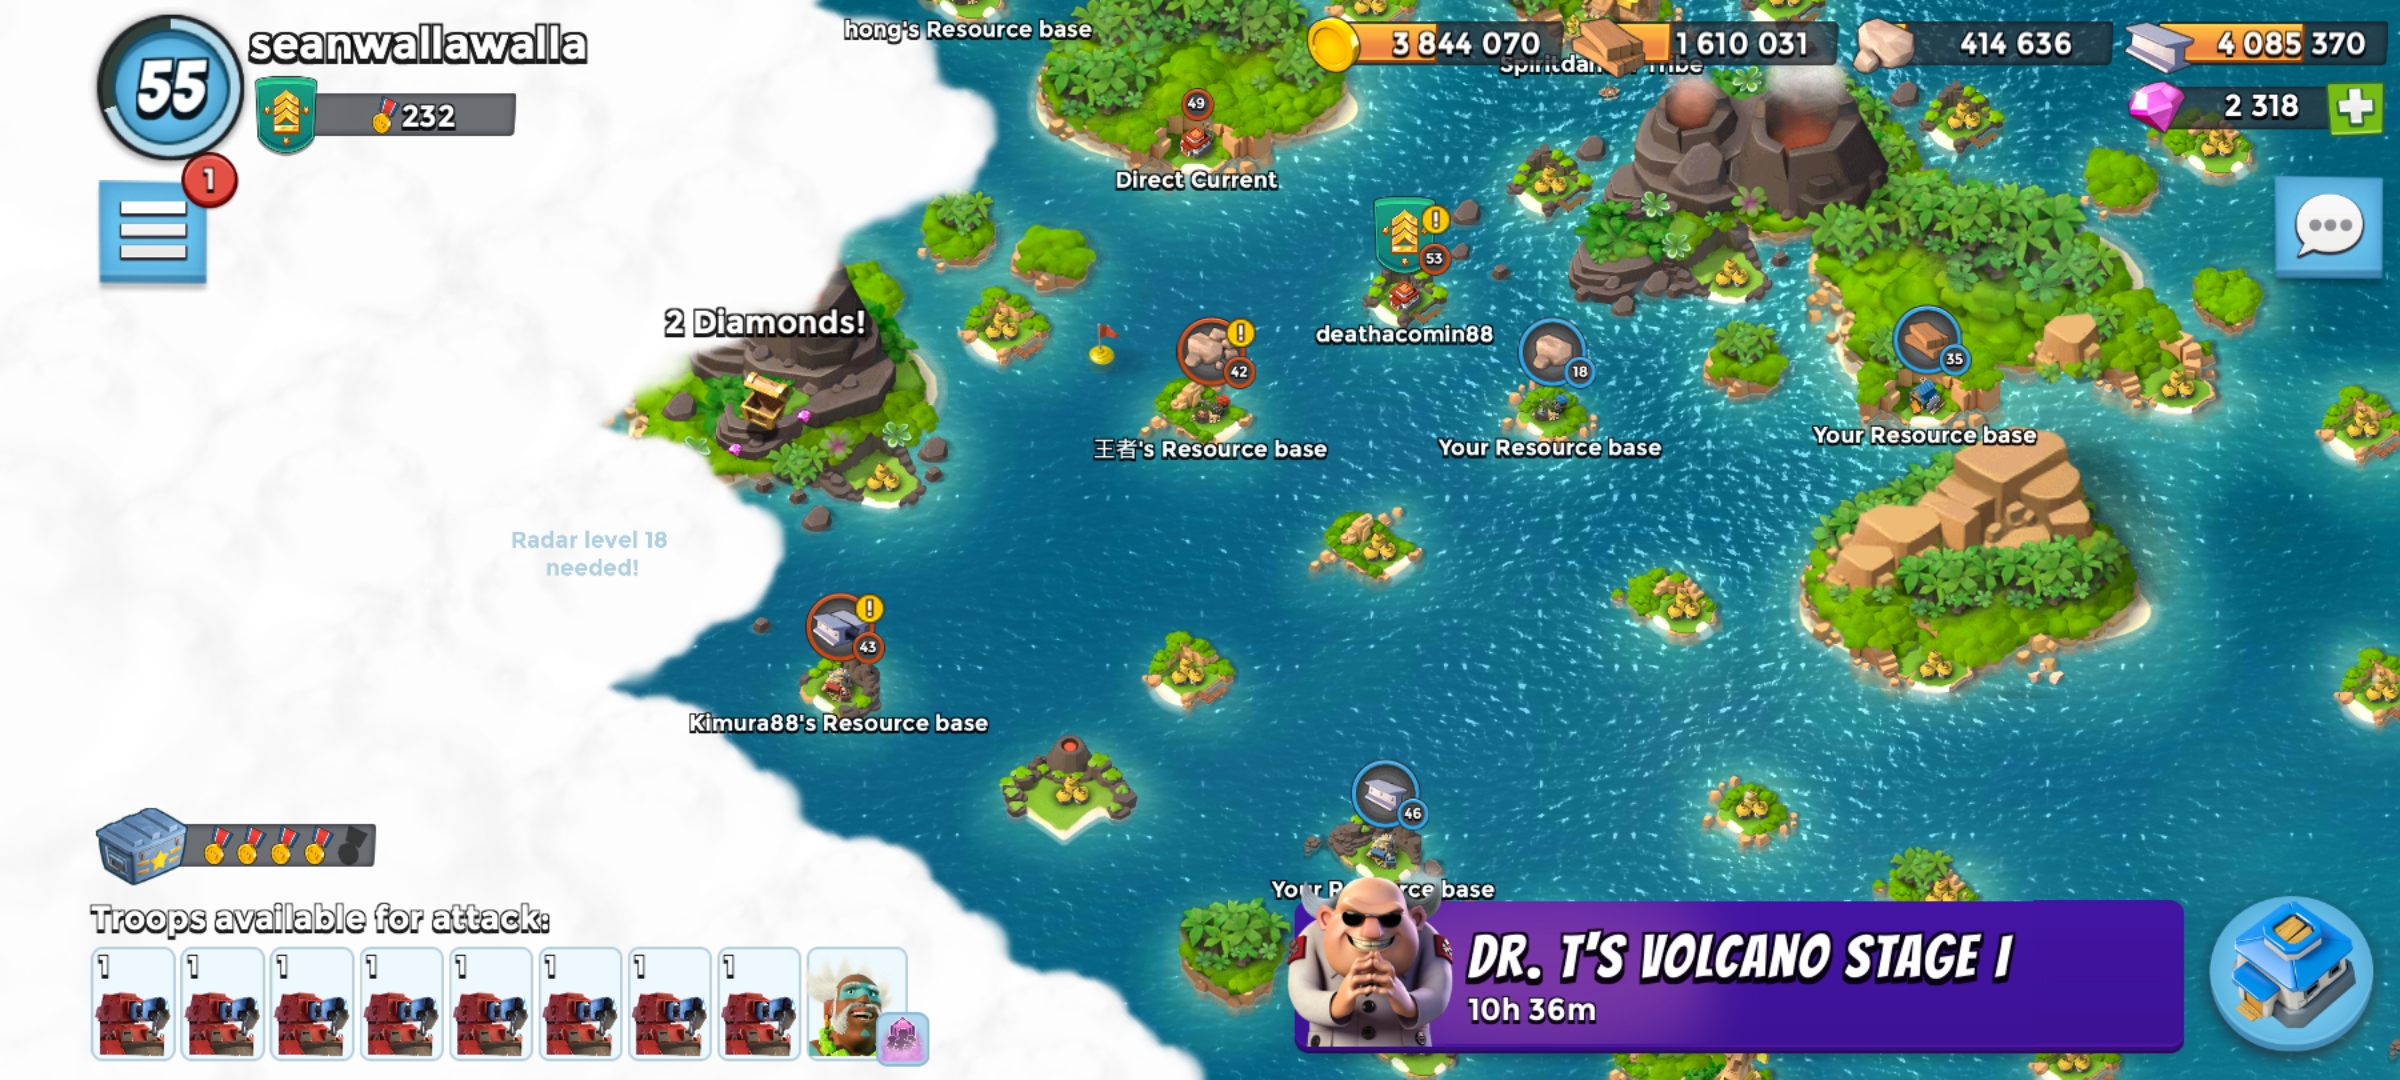 55
seanwallawalla
232
1
hong's Resource base
3 844 070
1 610 031
414 636
4 085 370
2 318
49
Direct Current
53
deathacomin88
2 Diamonds!
42
王者's Resource base
18
Your Resource base
35
Your Resource base
Radar level 18
needed!
43
Kimura88's Resource base
46
Your Resource base
Troops available for attack:
1 1 1 1 1 1 1 1
DR. T'S VOLCANO STAGE I
10h 36m